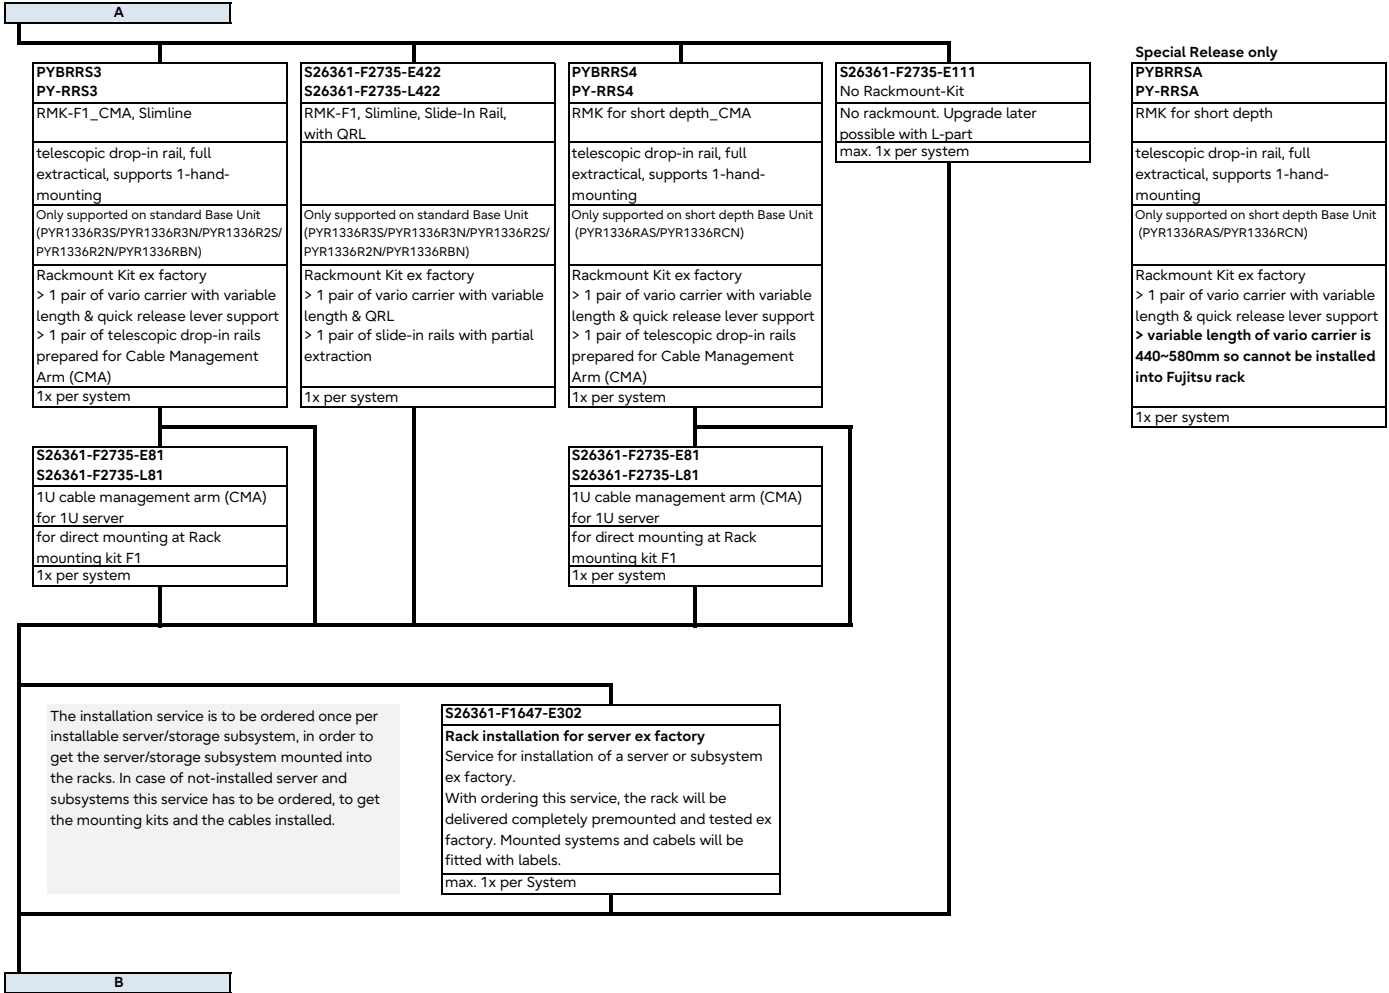 A
PYBRRS3
PY-RRS3
RMK-F1_CMA, Slimline
telescopic drop-in rail, full
extractical, supports 1-hand-
mounting
Only supported on standard Base Unit
(PYR1336R3S/PYR1336R3N/PYR1336R2S/
PYR1336R2N/PYR1336RBN)
Rackmount Kit ex factory
> 1 pair of vario carrier with variable
length & quick release lever support
> 1 pair of telescopic drop-in rails
prepared for Cable Management
Arm (CMA)
1x per system
S26361-F2735-E422
S26361-F2735-L422
RMK-F1, Slimline, Slide-In Rail,
with QRL
Only supported on standard Base Unit
(PYR1336R3S/PYR1336R3N/PYR1336R2S/
PYR1336R2N/PYR1336RBN)
Rackmount Kit ex factory
> 1 pair of vario carrier with variable
length & QRL
> 1 pair of slide-in rails with partial
extraction
1x per system
PYBRRS4
PY-RRS4
RMK for short depth_CMA
telescopic drop-in rail, full
extractical, supports 1-hand-
mounting
Only supported on short depth Base Unit
(PYR1336RAS/PYR1336RCN)
Rackmount Kit ex factory
> 1 pair of vario carrier with variable
length & quick release lever support
> 1 pair of telescopic drop-in rails
prepared for Cable Management
Arm (CMA)
1x per system
S26361-F2735-E111
No Rackmount-Kit
No rackmount. Upgrade later
possible with L-part
max. 1x per system
Special Release only
PYBRRSA
PY-RRSA
RMK for short depth
telescopic drop-in rail, full
extractical, supports 1-hand-
mounting
Only supported on short depth Base Unit
(PYR1336RAS/PYR1336RCN)
Rackmount Kit ex factory
> 1 pair of vario carrier with variable
length & quick release lever support
> variable length of vario carrier is
440~580mm so cannot be installed
into Fujitsu rack
1x per system
S26361-F2735-E81
S26361-F2735-L81
1U cable management arm (CMA)
for 1U server
for direct mounting at Rack
mounting kit F1
1x per system
S26361-F2735-E81
S26361-F2735-L81
1U cable management arm (CMA)
for 1U server
for direct mounting at Rack
mounting kit F1
1x per system
The installation service is to be ordered once per
installable server/storage subsystem, in order to
get the server/storage subsystem mounted into
the racks. In case of not-installed server and
subsystems this service has to be ordered, to get
the mounting kits and the cables installed.
S26361-F1647-E302
Rack installation for server ex factory
Service for installation of a server or subsystem
ex factory.
With ordering this service, the rack will be
delivered completely premounted and tested ex
factory. Mounted systems and cabels will be
fitted with labels.
max. 1x per System
B